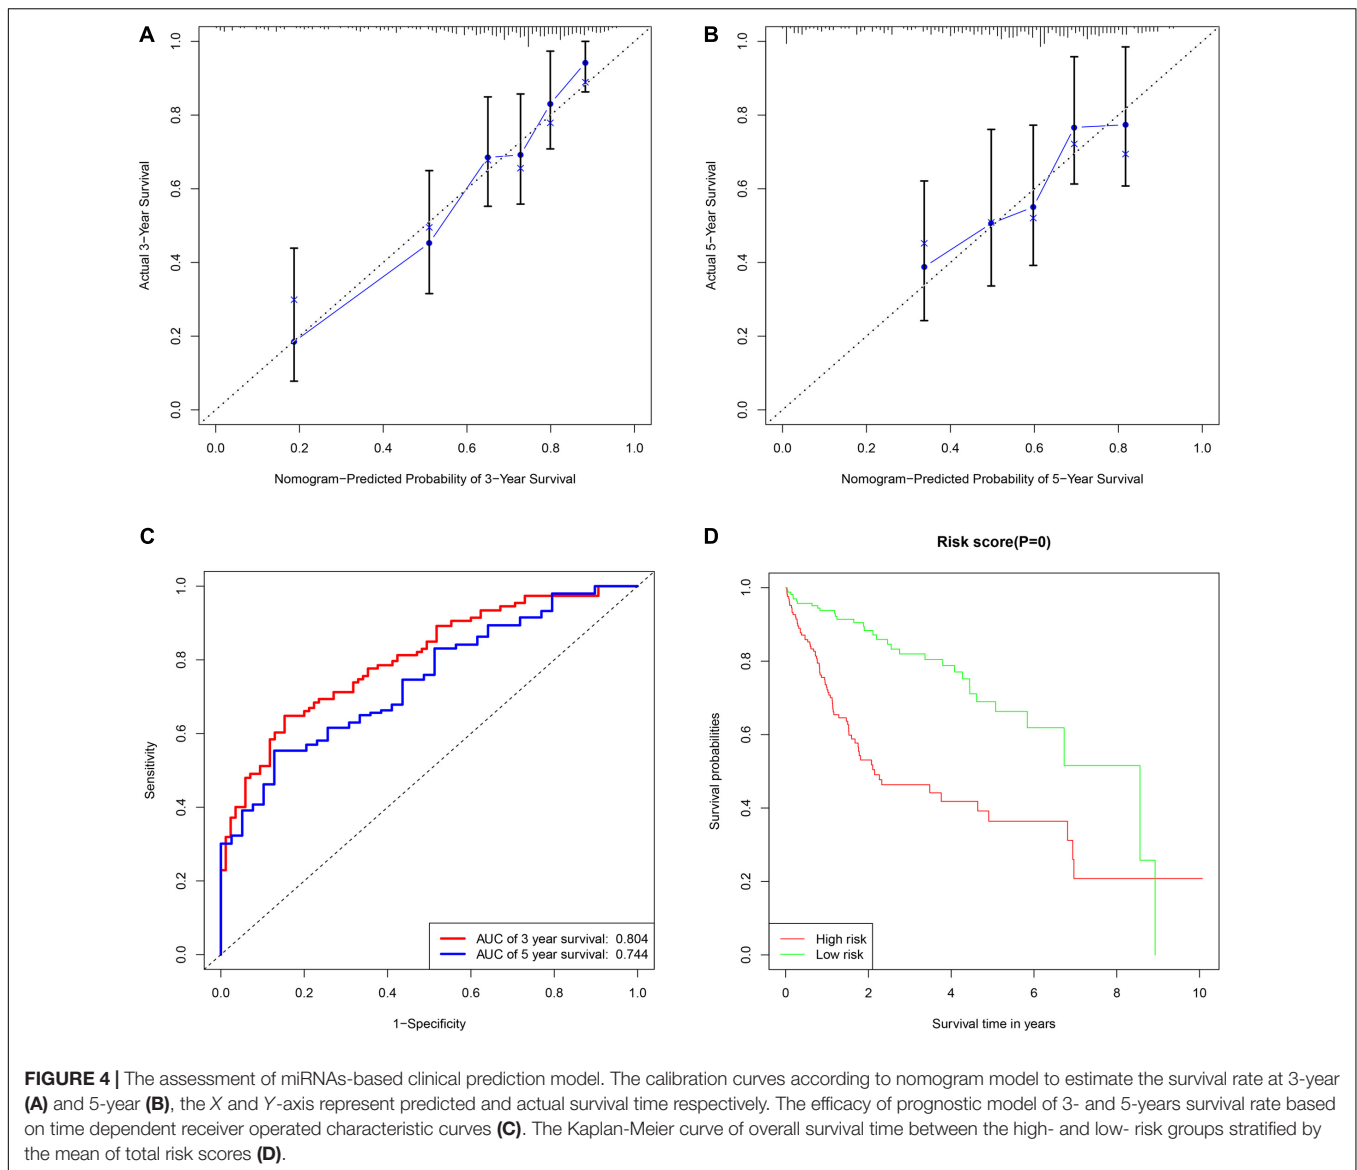 A
B
1.0
0.8
0.6
0.4
0.2
0.0
Actual 3−Year Survival
0.0 0.2 0.4 0.6 0.8 1.0
Nomogram−Predicted Probability of 3−Year Survival
1.0
0.8
0.6
0.4
0.2
0.0
Actual 5−Year Survival
0.0 0.2 0.4 0.6 0.8 1.0
Nomogram−Predicted Probability of 5−Year Survival
C
1.0
0.8
0.6
0.4
0.2
0.0
Sensitivity
AUC of 3 year survival: 0.804
AUC of 5 year survival: 0.744
0.0 0.2 0.4 0.6 0.8 1.0
1−Specificity
D
Risk score(P=0)
1.0
0.8
0.6
0.4
0.2
0.0
Survival probabilities
High risk
Low risk
0 2 4 6 8 10
Survival time in years
FIGURE 4 | The assessment of miRNAs-based clinical prediction model. The calibration curves according to nomogram model to estimate the survival rate at 3-year
(A) and 5-year (B), the X and Y-axis represent predicted and actual survival time respectively. The efficacy of prognostic model of 3- and 5-years survival rate based
on time dependent receiver operated characteristic curves (C). The Kaplan-Meier curve of overall survival time between the high- and low- risk groups stratified by
the mean of total risk scores (D).